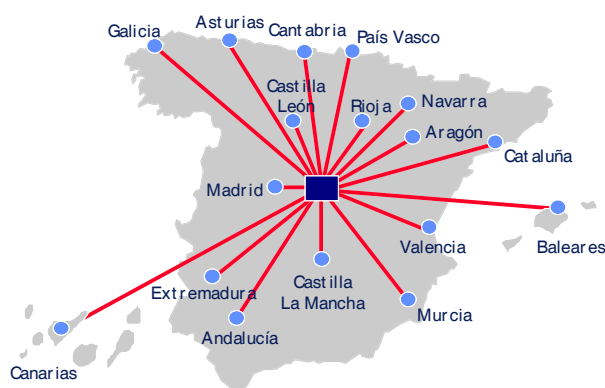 Asturias
Cantabria
País Vasco
Galicia
Castilla
León
Rioja
Navarra
Aragón
Cataluña
Madrid
Valencia
Baleares
Castilla
La Mancha
Extremadura
Murcia
Andalucía
Canarias